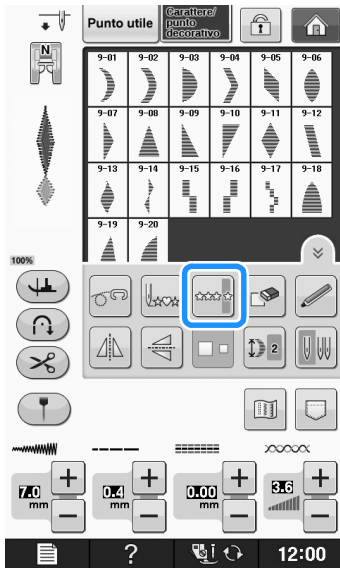 Punto utile
Carattere/
punto
decorativo
N
9-01 9-02 9-03 9-04 9-05 9-06
9-07 9-08 9-09 9-10 9-11 9-12
9-13 9-14 9-15 9-16 9-17 9-18
9-19 9-20
100%
2
7.0 mm
0.4 mm
0.00 mm
3.6
?
12:00